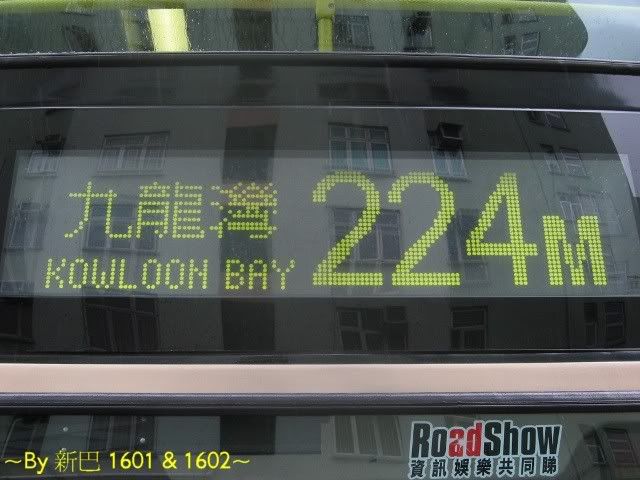 九龍灣
KOWLOON BAY
224M
RoadShow
資訊娛樂共同睇
~By 新巴 1601 & 1602~